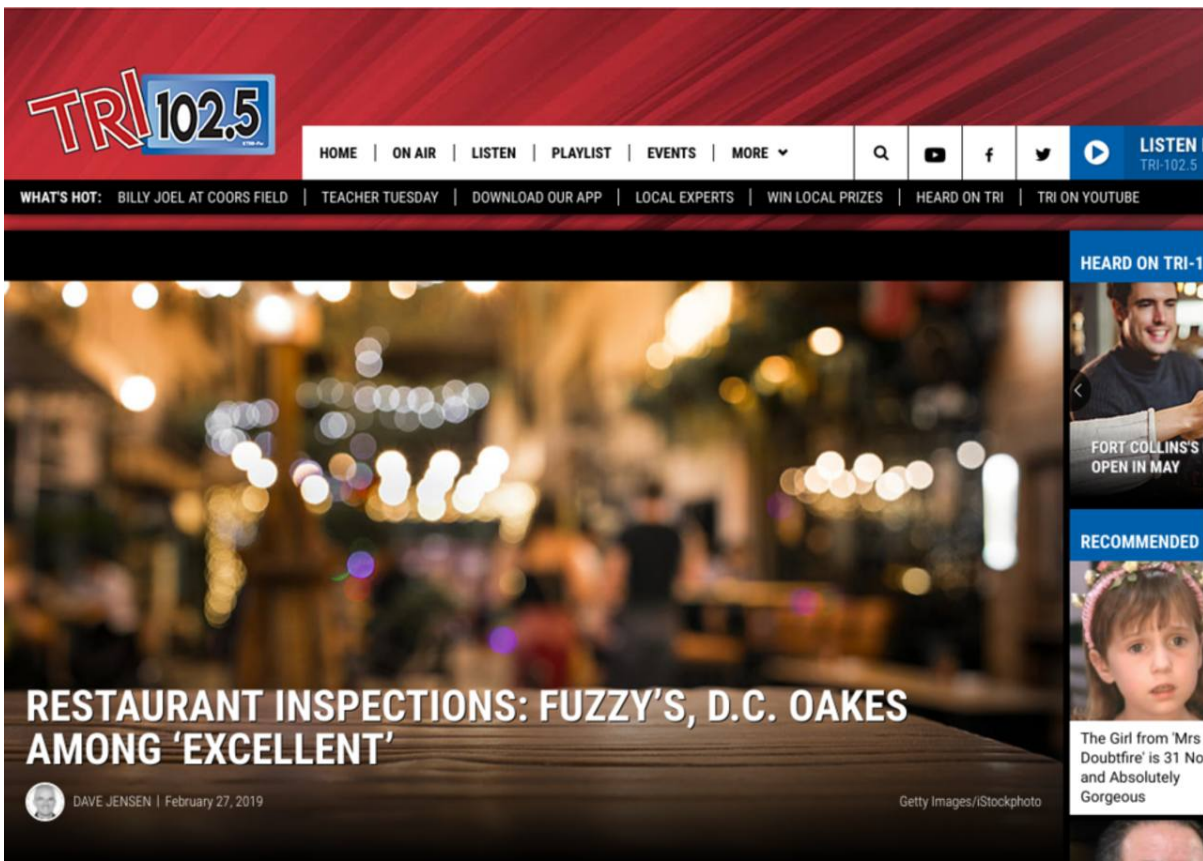 TRI 102.5
KTRR-Fm
HOME | ON AIR | LISTEN | PLAYLIST | EVENTS | MORE
LISTEN
TRI-102.5
WHAT'S HOT: BILLY JOEL AT COORS FIELD | TEACHER TUESDAY | DOWNLOAD OUR APP | LOCAL EXPERTS | WIN LOCAL PRIZES | HEARD ON TRI | TRI ON YOUTUBE
HEARD ON TRI-1
FORT COLLINS'S
OPEN IN MAY
RECOMMENDED
The Girl from 'Mrs
Doubtfire' is 31 No
and Absolutely
Gorgeous
RESTAURANT INSPECTIONS: FUZZY'S, D.C. OAKES
AMONG 'EXCELLENT'
DAVE JENSEN | February 27, 2019
Getty Images/iStockphoto